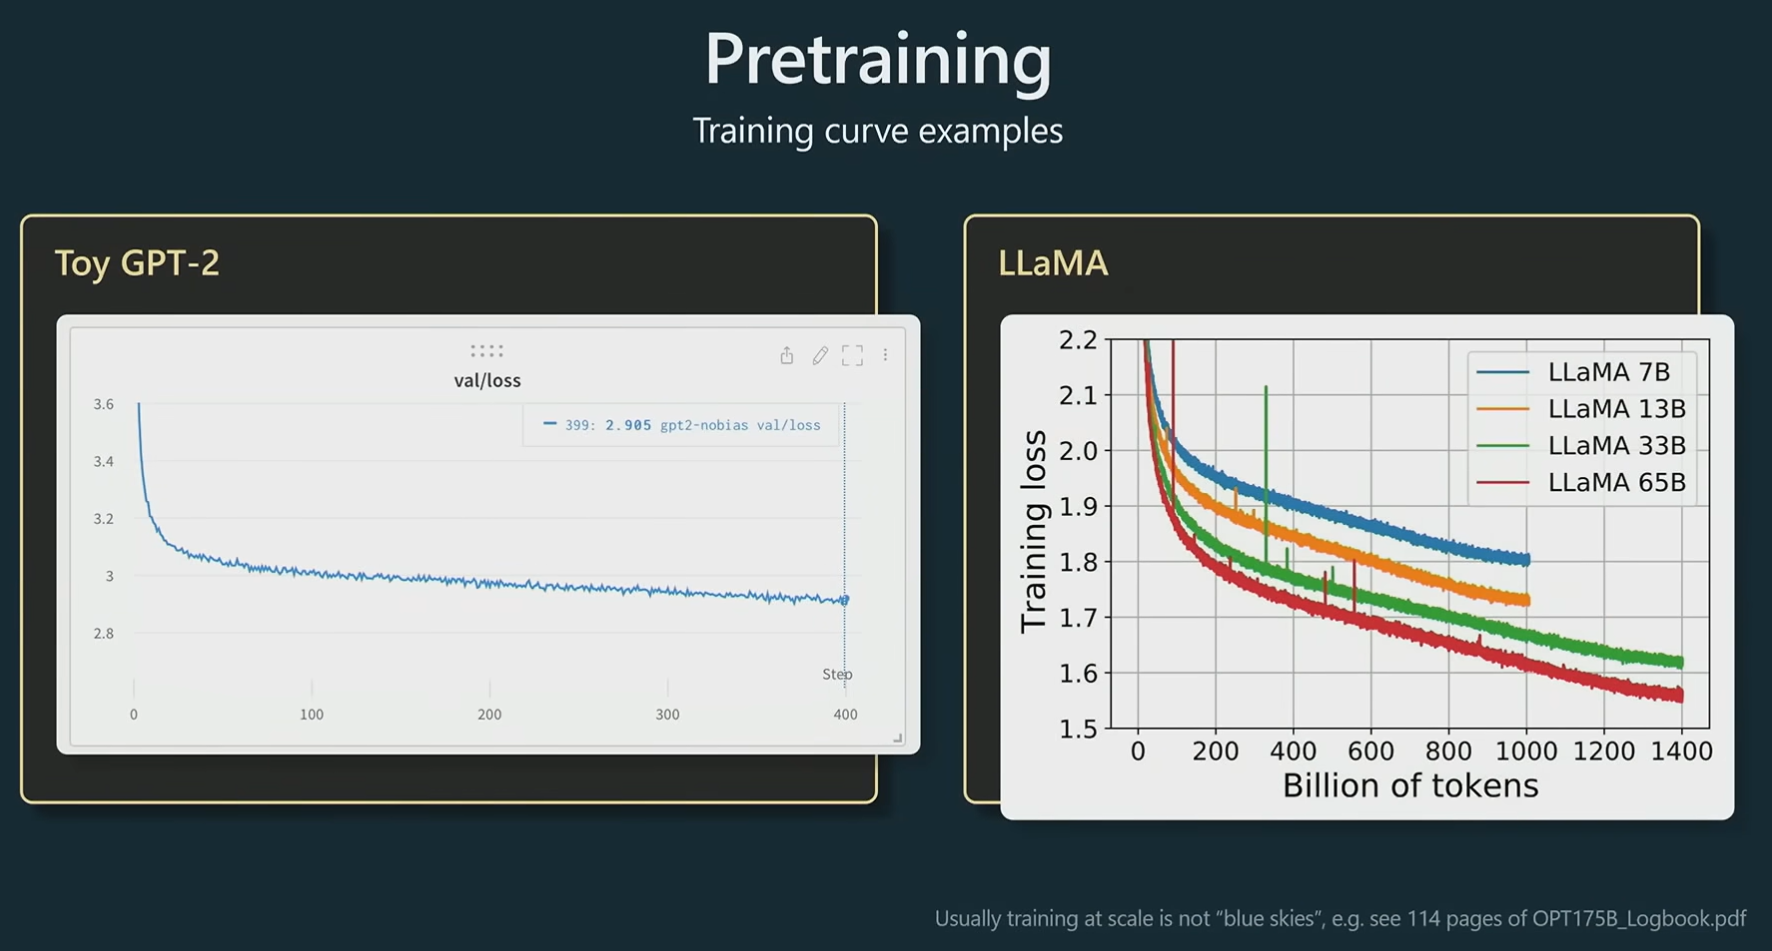 Pretraining
Training curve examples
Toy GPT-2
val/loss
399: 2.905 gpt2-nobias val/loss
3.6
3.4
3.2
3
2.8
Step
0 100 200 300 400
LLaMA
LLaMA 7B
LLaMA 13B
LLaMA 33B
LLaMA 65B
Training loss
2.2
2.1
2.0
1.9
1.8
1.7
1.6
1.5
0 200 400 600 800 1000 1200 1400
Billion of tokens
Usually training at scale is not “blue skies”, e.g. see 114 pages of OPT175B_Logbook.pdf